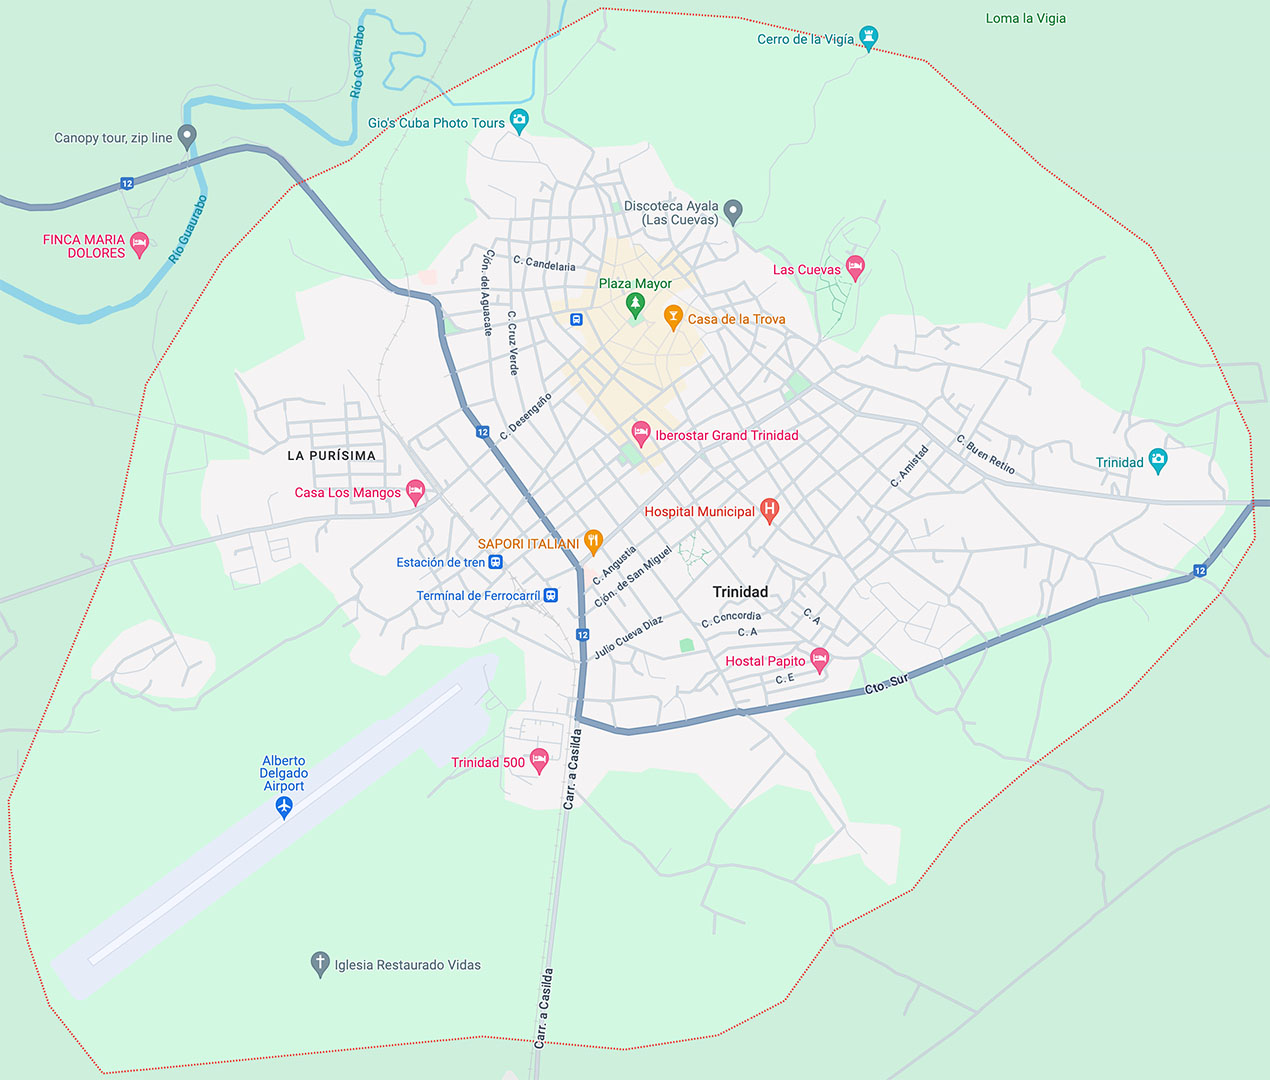 Loma la Vigia
Cerro de la Vigía
Río Guaurabo
Gio's Cuba Photo Tours
Canopy tour, zip line
12
Discoteca Ayala
(Las Cuevas)
Río Guaurabo
FINCA MARIA
DOLORES
C. Candelaria
Cjón. del Aguacate
Las Cuevas
Plaza Mayor
Casa de la Trova
C. Cruz Verde
C. Desengaño
12
Iberostar Grand Trinidad
LA PURÍSIMA
C. Buen Retiro
C. Amistad
Trinidad
Casa Los Mangos
Hospital Municipal
H
SAPORI ITALIANI
Estación de tren
C. Angustia
Cjón. de San Miguel
12
Terminal de Ferrocarríl
Trinidad
C. Concordia
C. A
C. A
12
Julio Cueva Díaz
Hostal Papito
C. E
Cto. Sur
Carr. a Casilda
Trinidad 500
Alberto
Delgado
Airport
Iglesia Restaurado Vidas
Carr. a Casilda